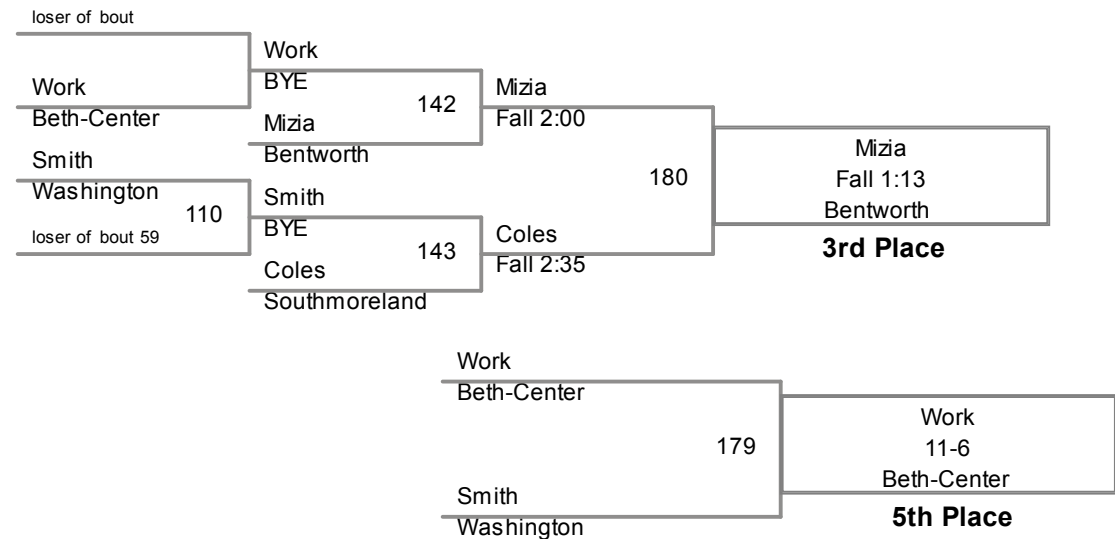 loser of bout
Work
Beth-Center
Smith
Washington
110
loser of bout 59
Work
BYE
142
Mizia
Bentworth
Smith
BYE
143
Coles
Southmoreland
Mizia
Fall 2:00
180
Coles
Fall 2:35
Mizia
Fall 1:13
Bentworth
3rd Place
Work
Beth-Center
179
Smith
Washington
Work
11-6
Beth-Center
5th Place